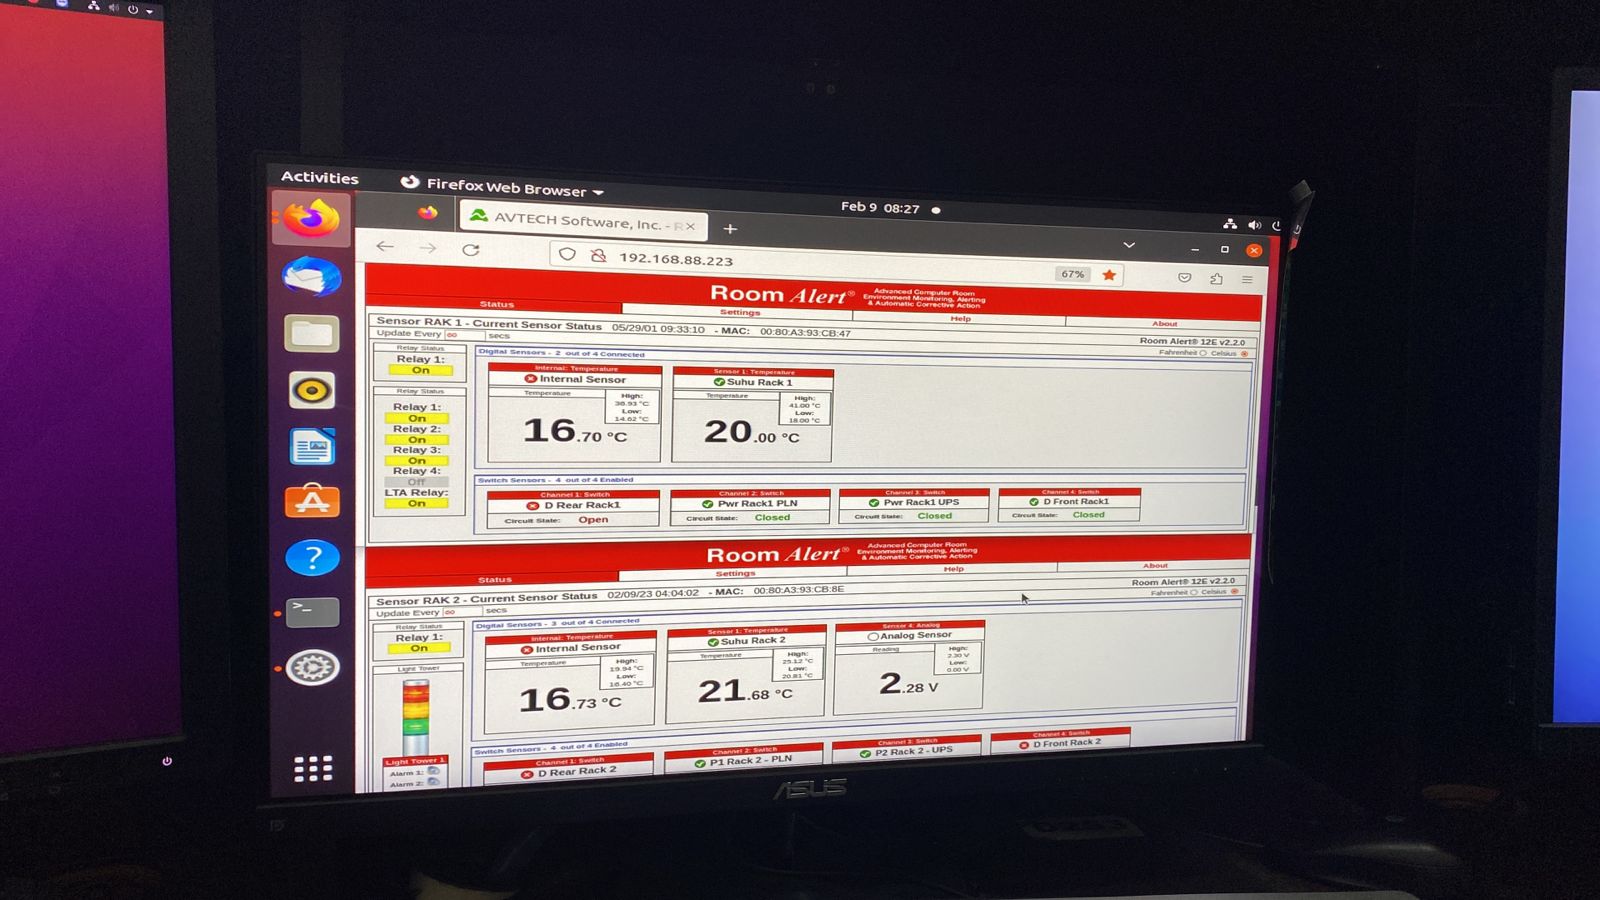 Activities
Firefox Web Browser
Feb 9 08:27
AVTECH Software, Inc. - R
192.168.88.223
67%
Room Alert®
Advanced Computer Room
Environment Monitoring, Alerting
& Automatic Corrective Action
Status
Settings
Help
About
Sensor RAK 1 - Current Sensor Status 05/29/01 09:33:10 - MAC: 00:80:A3:93:CB:47
Room Alert® 12E v2.2.0
Update Every 60 secs
Fahrenheit Celsius
Relay Status
Relay 1:
On
Relay Status
Relay 1:
On
Relay 2:
On
Relay 3:
On
Relay 4:
Off
LTA Relay:
On
Digital Sensors - 2 out of 4 Connected
Internal: Temperature
Internal Sensor
Temperature
High:
Low:
14.62 °C
16.70 °C
Sensor 1: Temperature
Suhu Rack 1
Temperature
High:
41.00 °C
Low:
18.00 °C
20.00 °C
Switch Sensors - 4 out of 4 Enabled
Channel 1: Switch
D Rear Rack1
Circuit State: Open
Channel 2: Switch
Pwr Rack1 PLN
Circuit State: Closed
Channel 3: Switch
Pwr Rack1 UPS
Circuit State: Closed
Channel 4: Switch
D Front Rack1
Circuit State: Closed
Room Alert®
Advanced Computer Room
Environment Monitoring, Alerting
& Automatic Corrective Action
Status
Settings
Help
About
Sensor RAK 2 - Current Sensor Status 02/09/23 04:04:02 - MAC: 00:80:A3:93:CB:8E
Room Alert® 12E v2.2.0
Update Every 60 secs
Fahrenheit Celsius
Relay Status
Relay 1:
On
Light Tower
Light Tower 1
Alarm 1:
Alarm 2:
Digital Sensors - 3 out of 4 Connected
Internal: Temperature
Internal Sensor
Temperature
High:
19.94 °C
Low:
16.40 °C
16.73 °C
Sensor 1: Temperature
Suhu Rack 2
Temperature
High:
25.12 °C
Low:
20.81 °C
21.68 °C
Sensor 4: Analog
Analog Sensor
Reading
High:
2.30 V
Low:
0.00 V
2.28 V
Switch Sensors - 4 out of 4 Enabled
Channel 1: Switch
D Rear Rack 2
Channel 2: Switch
P1 Rack 2 - PLN
Channel 3: Switch
P2 Rack 2 - UPS
Channel 4: Switch
D Front Rack 2
ASUS